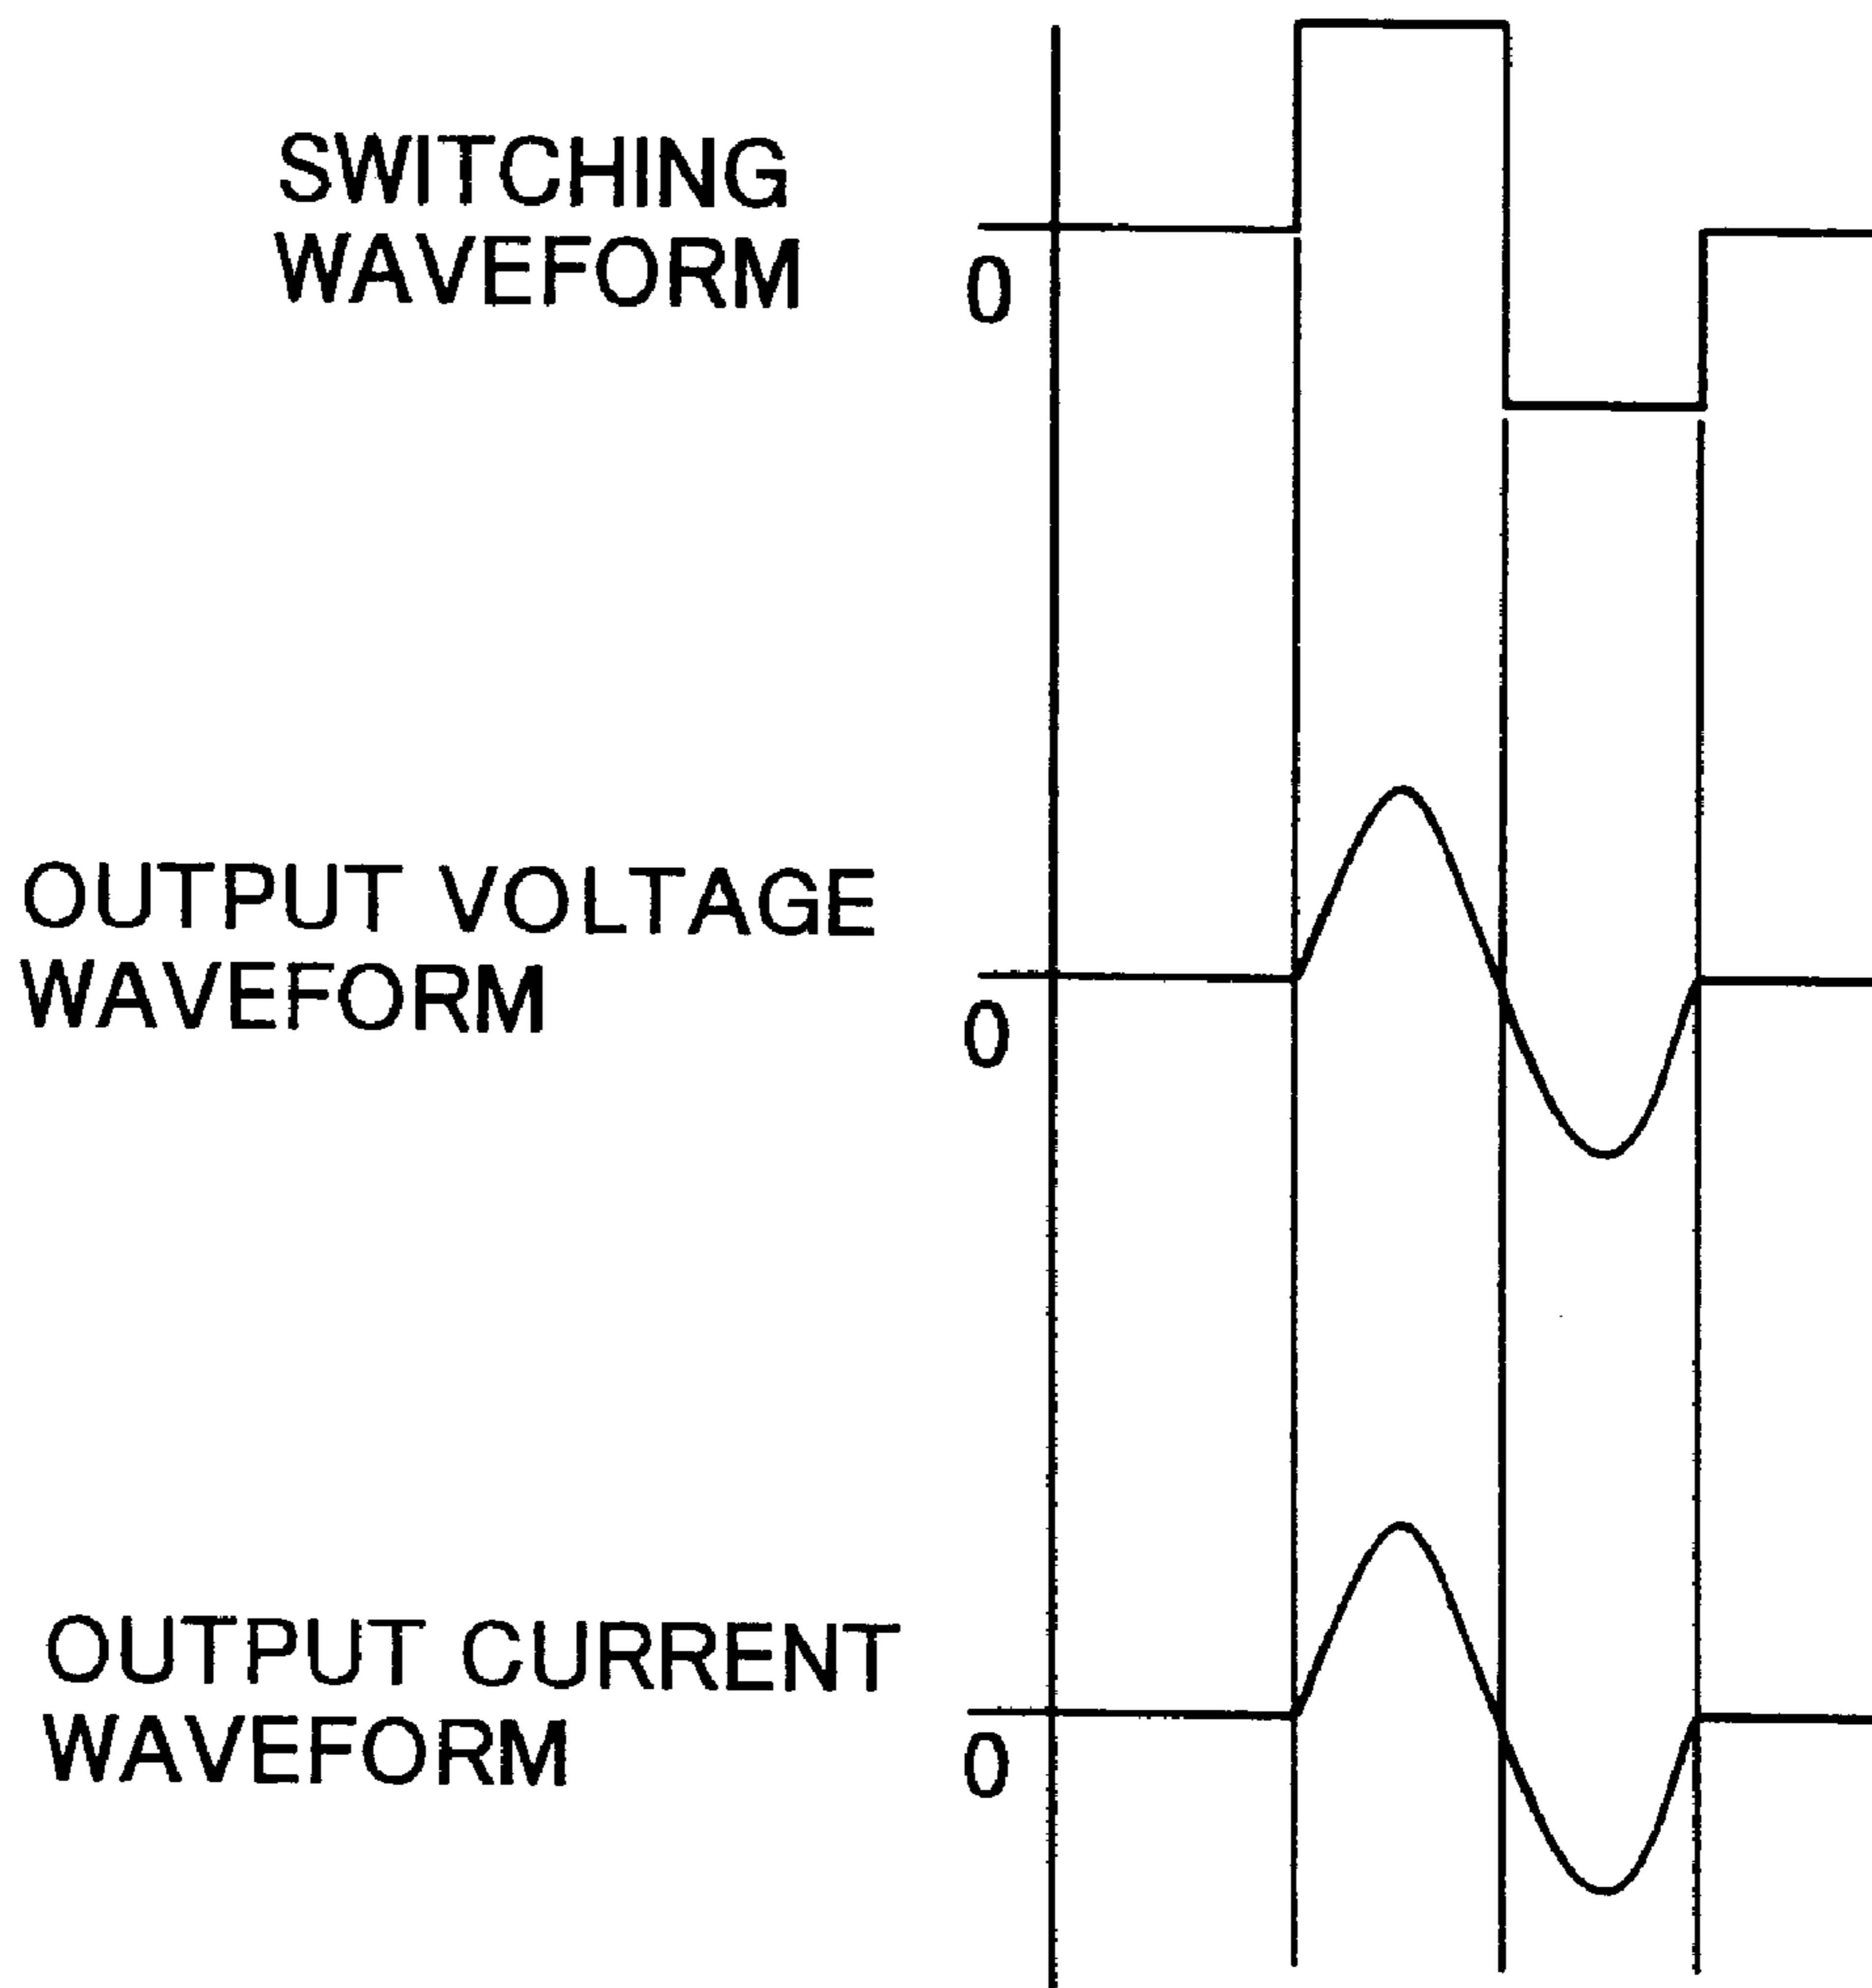 SWITCHING
WAVEFORM
0
OUTPUT VOLTAGE
WAVEFORM
0
OUTPUT CURRENT
WAVEFORM
0